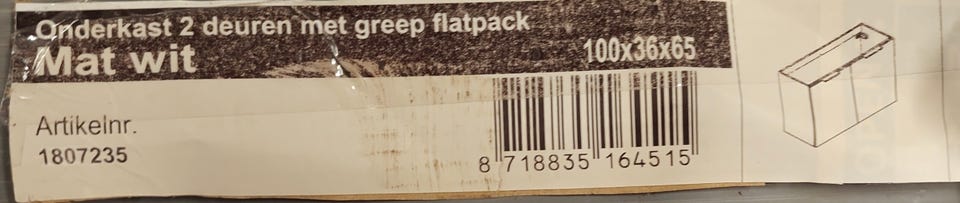 Onderkast 2 deuren met greep flatpack
Mat wit
100x36x65
Artikelnr.
1807235
8 718835 164515